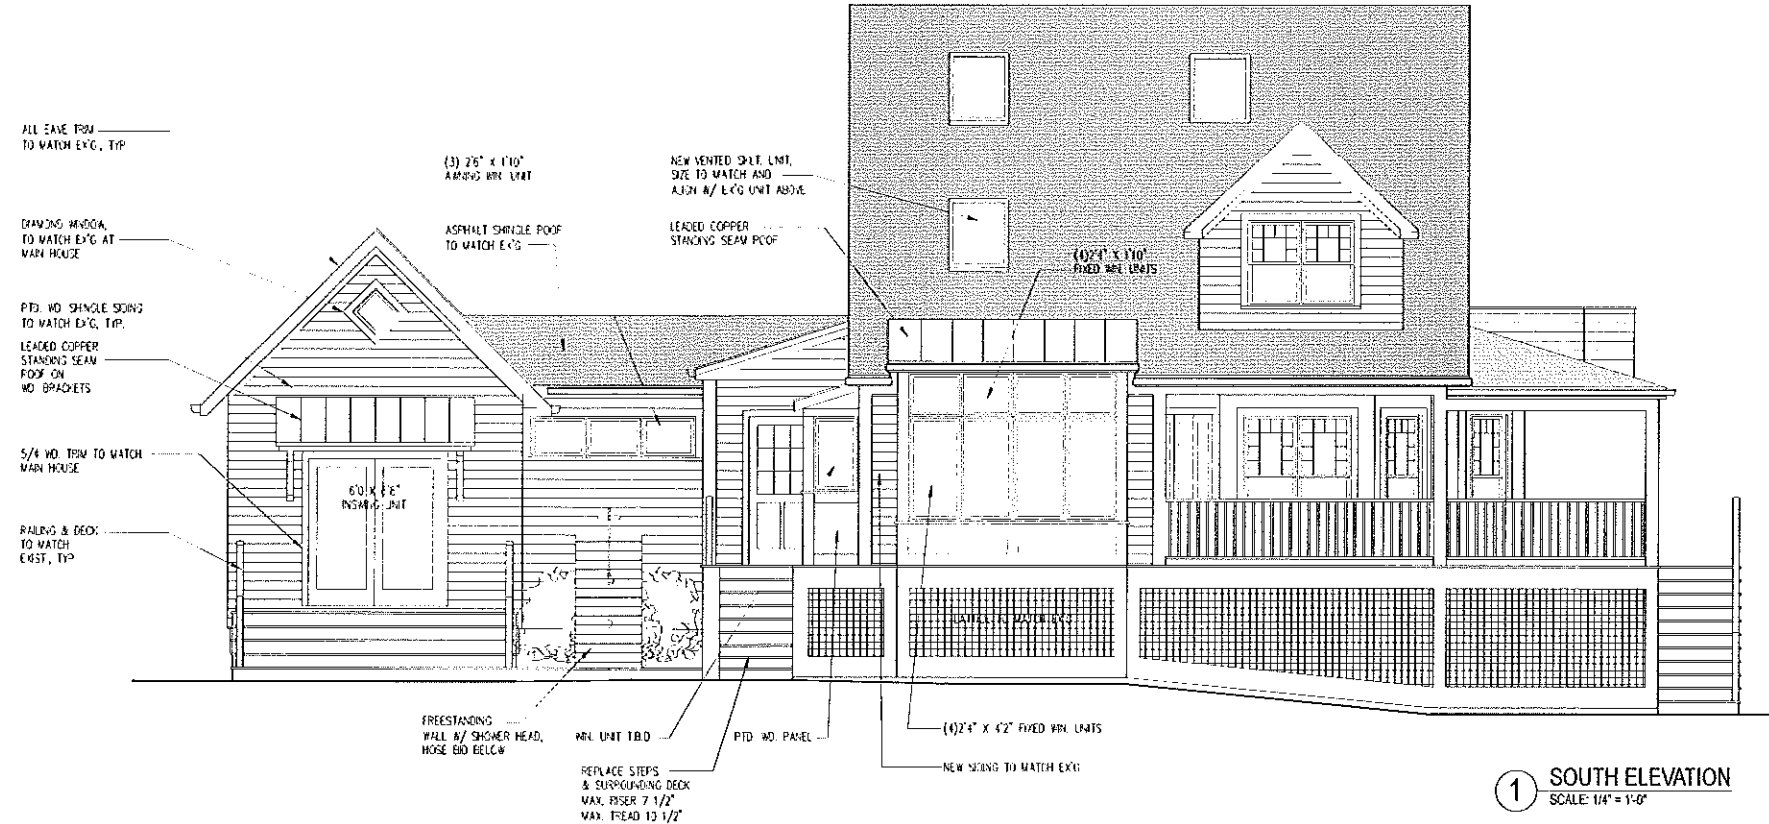 ALL EAVE TRIM
TO MATCH EX'G, TYP
DIAMOND WINDOW,
TO MATCH EX'G AT
MAIN HOUSE
PTD. WD SHINGLE SIDING
TO MATCH EX'G, TYP.
LEADED COPPER
STANDING SEAM
ROOF ON
WD BRACKETS
5/4 WD. TRIM TO MATCH
MAIN HOUSE
RAILING & DECK
TO MATCH
EXIST, TYP
(3) 2'6" X 1'10"
AWNING WIN. UNIT
ASPHALT SHINGLE ROOF
TO MATCH EX'G
NEW VENTED SKLT. UNIT,
SIZE TO MATCH AND
ALIGN W/ EX'G UNIT ABOVE
LEADED COPPER
STANDING SEAM ROOF
(4)2'4" X 1'10"
FIXED WIN. UNITS
UNIT
LATTICE TO MATCH EX'G
FREESTANDING
WALL W/ SHOWER HEAD,
HOSE BIB BELOW
WIN. UNIT T.B.D
PTD WD. PANEL
(4)2'4" X 4'2" FIXED WIN. UNITS
NEW SIDING TO MATCH EX'G
REPLACE STEPS
& SURROUNDING DECK
MAX. RISER 7 1/2"
MAX. TREAD 10 1/2"
1 SOUTH ELEVATION
SCALE: 1/4" = 1'-0"